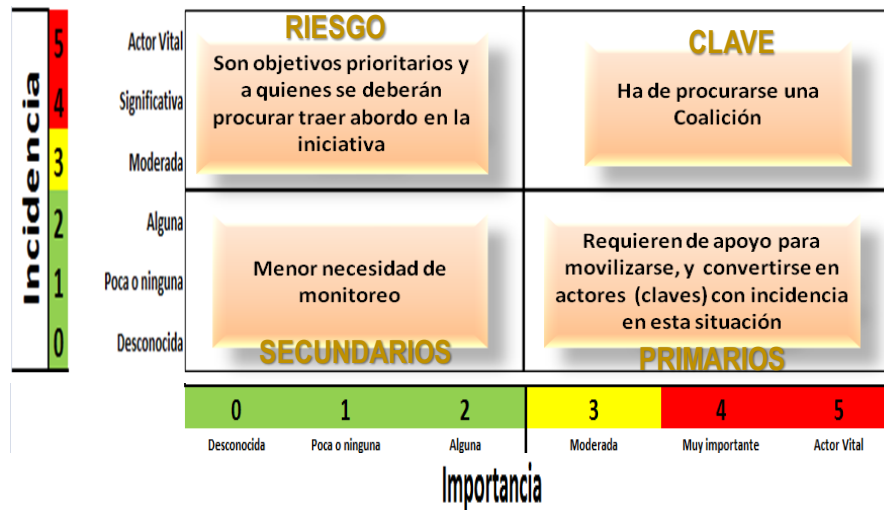 RIESGO
Son objetivos prioritarios y
a quienes se deberán
procurar traer abordo en la
iniciativa
CLAVE
Ha de procurarse una
Coalición
Incidencia
5
Actor Vital
4
Significativa
3
Moderada
2
Alguna
1
Poca o ninguna
0
Desconocida
Menor necesidad de
monitoreo
SECUNDARIOS
Requieren de apoyo para
movilizarse, y convertirse en
actores (claves) con incidencia
en esta situación
PRIMARIOS
0
1
2
3
4
5
Desconocida
Poca o ninguna
Alguna
Moderada
Muy importante
Actor Vital
Importancia